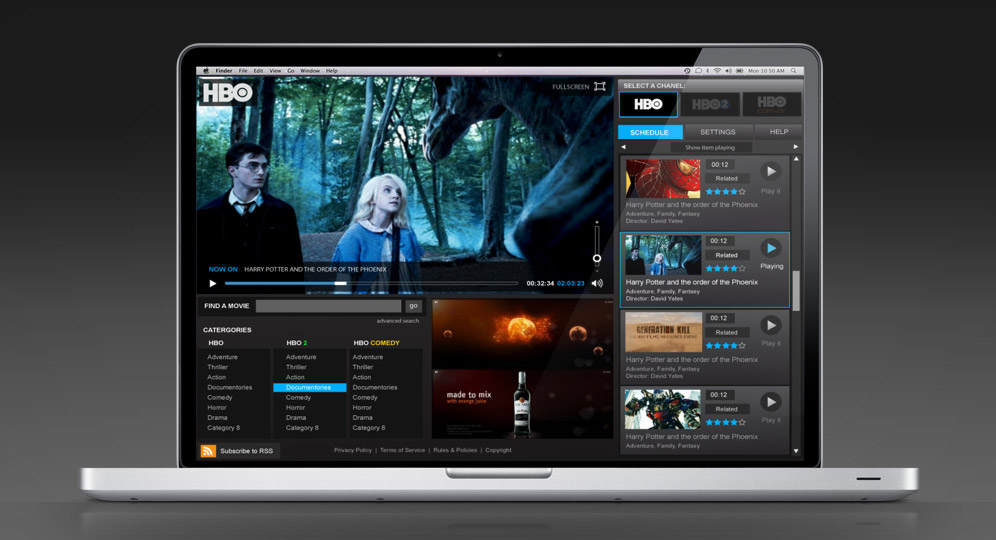 Finder File Edit View Go Window Help
Mon 10:50 AM
HBO
FULLSCREEN
NOW ON: HARRY POTTER AND THE ORDER OF THE PHOENIX
00:32:34 02:03:23
SELECT A CHANEL:
HBO HBO2 HBO COMEDY
SCHEDULE SETTINGS HELP
Show item playing
00:12
Related
Play it
Harry Potter and the order of the Phoenix
Adventure, Family, Fantasy
Director: David Yates
00:12
Related
Playing
Harry Potter and the order of the Phoenix
Adventure, Family, Fantasy
Director: David Yates
GENERATION KILL
00:12
Related
Play it
Harry Potter and the order of the Phoenix
Adventure, Family, Fantasy
Director: David Yates
00:12
Related
Play it
Harry Potter and the order of the Phoenix
Adventure, Family, Fantasy
FIND A MOVIE go
advanced search
CATERGORIES
HBO HBO 2 HBO COMEDY
Adventure Adventure Adventure
Thriller Thriller Thriller
Action Action Action
Documentories Documentories Documentories
Comedy Comedy Comedy
Horror Horror Horror
Drama Drama Drama
Category 8 Category 8 Category 8
made to mix
with orange juice
Subscribe to RSS
Privacy Policy | Terms of Service | Rules & Policies | Copyright